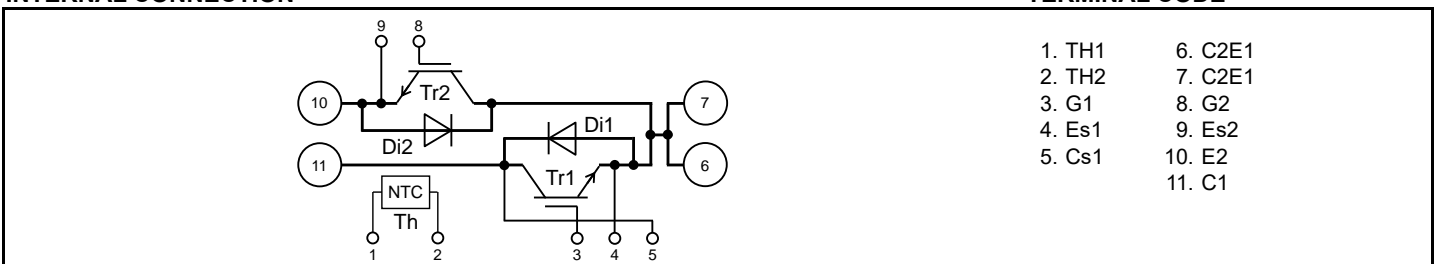 INTERNAL CONNECTION
TERMINAL CODE
9
8
10
Tr2
7
Di2
Di1
11
Tr1
6
NTC
Th
1
2
3
4
5
1. TH1
2. TH2
3. G1
4. Es1
5. Cs1
6. C2E1
7. C2E1
8. G2
9. Es2
10. E2
11. C1